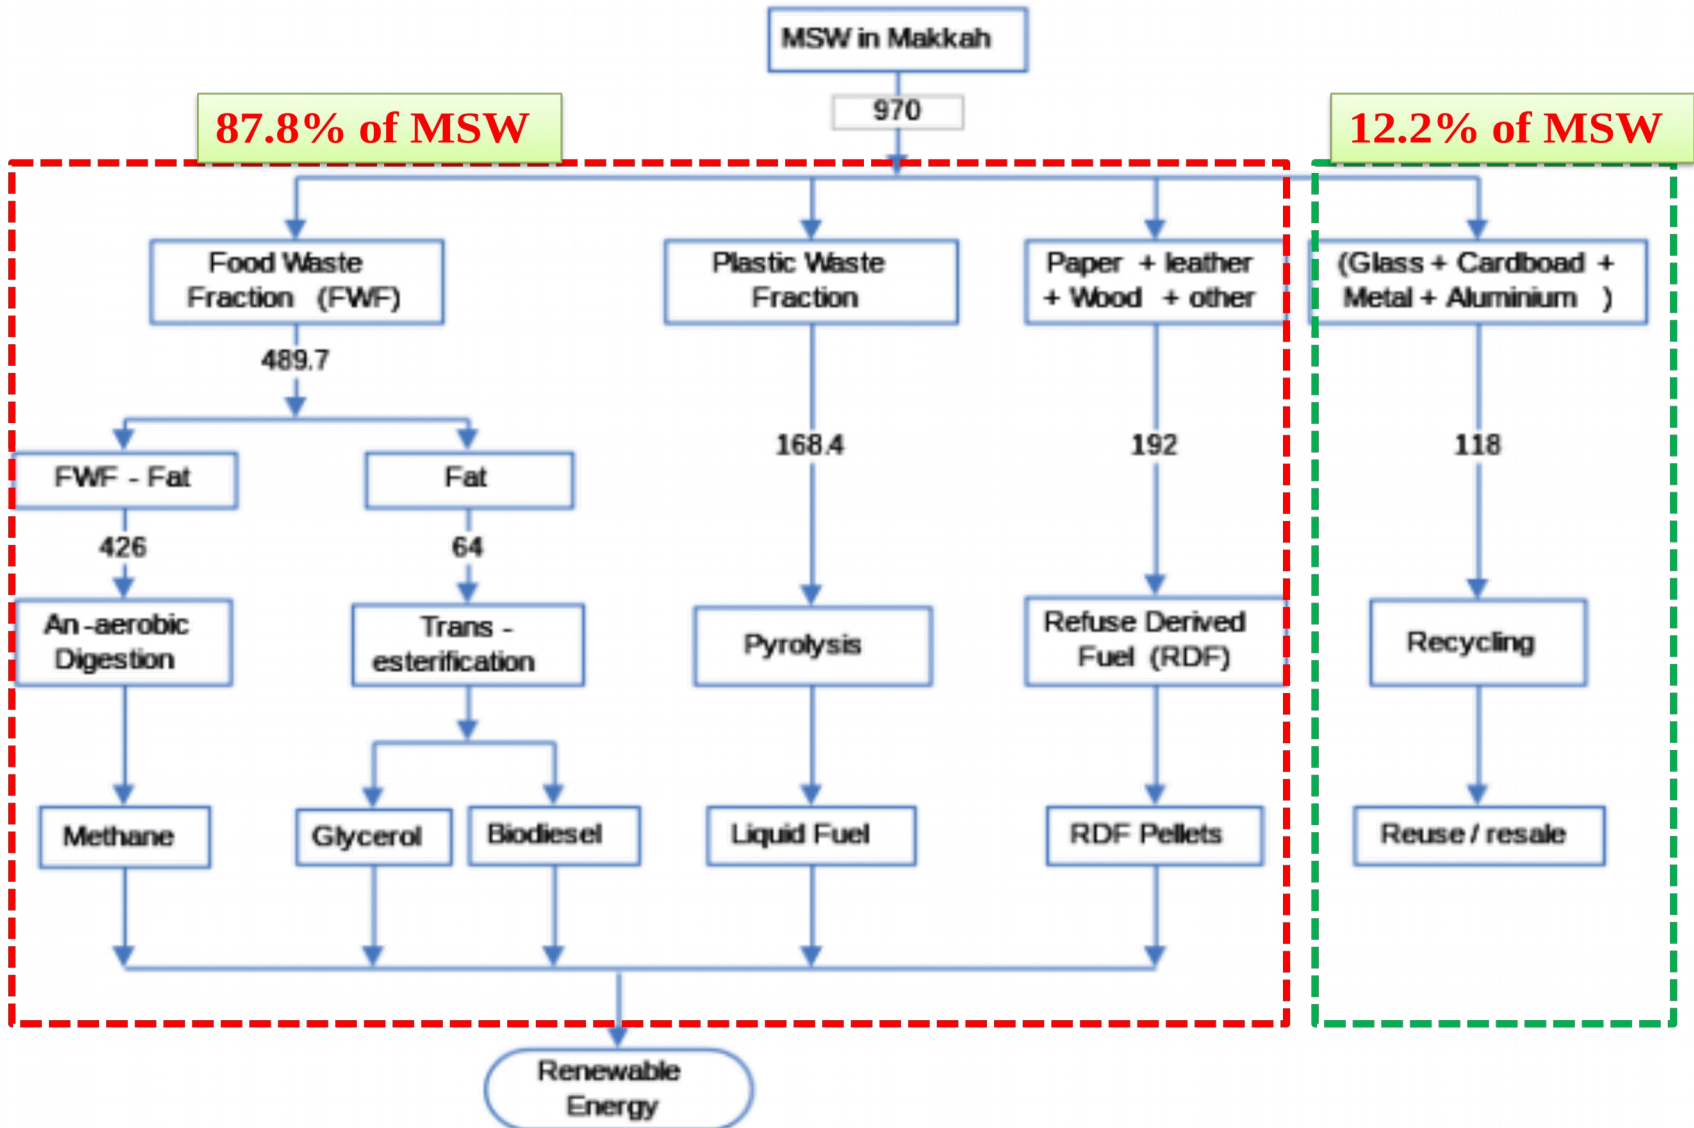 MSW in Makkah
970
87.8% of MSW
12.2% of MSW
Food Waste
Fraction (FWF)
Plastic Waste
Fraction
Paper + leather
+ Wood + other
(Glass + Cardboad +
Metal + Aluminium )
489.7
168.4
192
118
FWF - Fat
Fat
426
64
An -aerobic
Digestion
Trans -
esterification
Pyrolysis
Refuse Derived
Fuel (RDF)
Recycling
Methane
Glycerol
Biodiesel
Liquid Fuel
RDF Pellets
Reuse / resale
Renewable
Energy